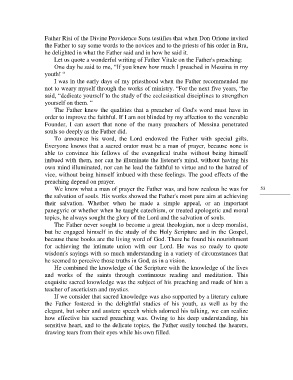 Father Risi of the Divine Providence Sons testifies that when Don Orione invited
the Father to say some words to the novices and to the priests of his order in Bra,
he delighted in what the Father said and in how he said it.
Let us quote a wonderful writing of Father Vitale on the Father's preaching:
One day he said to me, "If you knew how much I preached in Messina in my
youth! "
I was in the early days of my priesthood when the Father recommended me
not to weary myself through the works of ministry. "For the next five years, "he
said, "dedicate yourself to the study of the ecclesiastical disciplines to strengthen
yourself on them. "
The Father knew the qualities that a preacher of God's word must have in
order to improve the faithful. If I am not blinded by my affection to the venerable
Founder, I can assert that none of the many preachers of Messina penetrated
souls so deeply as the Father did.
To announce his word, the Lord endowed the Father with special gifts.
Everyone knows that a sacred orator must be a man of prayer, because none is
able to convince his fellows of the evangelical truths without being himself
imbued with them, nor can he illuminate the listener's mind, without having his
own mind illuminated, nor can he lead the faithful to virtue and to the hatred of
vice, without being himself imbued with these feelings. The good effects of the
preaching depend on prayer.
We know what a man of prayer the Father was, and how zealous he was for
the salvation of souls. His works showed the Father's most pure aim at achieving
their salvation. Whether when he made a simple appeal, or an important
panegyric or whether when he taught catechism, or treated apologetic and moral
topics, he always sought the glory of the Lord and the salvation of souls.
The Father never sought to become a great theologian, nor a deep moralist,
but he engaged himself in the study of the Holy Scripture and in the Gospel,
because these books are the living word of God. There he found his nourishment
for achieving the intimate union with our Lord. He was so ready to quote
wisdom's sayings with so much understanding in a variety of circumstances that
he seemed to perceive those truths in God, as in a vision.
He combined the knowledge of the Scripture with the knowledge of the lives
and works of the saints through continuous reading and meditation. This
exquisite sacred knowledge was the subject of his preaching and made of him a
teacher of asceticism and mystics.
If we consider that sacred knowledge was also supported by a literary culture
the Father fostered in the delightful studies of his youth, as well as by the
elegant, but sober and austere speech which adorned his talking, we can realize
how effective his sacred preaching was. Owing to his deep understanding, his
sensitive heart, and to the delicate topics, the Father easily touched the hearers,
drawing tears from their eyes while his own filled.